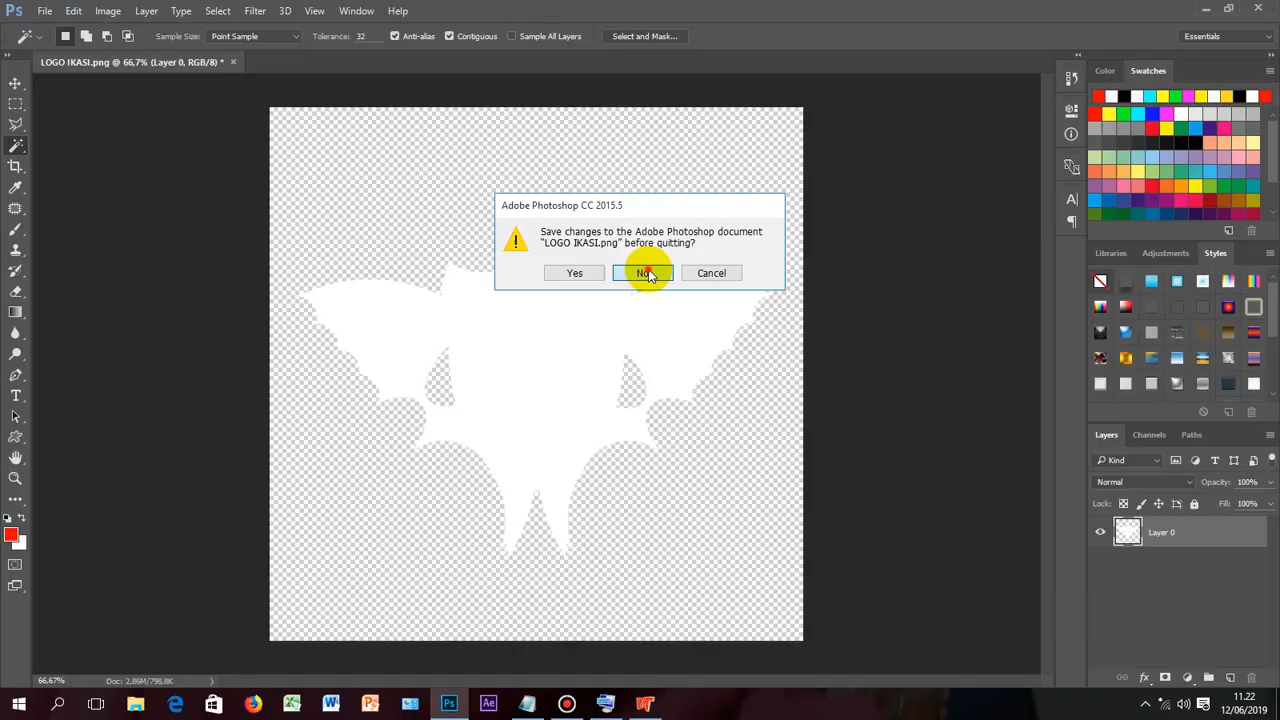 Ps File Edit Image Layer Type Select Filter 3D View Window Help
Sample Size: Point Sample Tolerance: 32 Anti-alias Contiguous Sample All Layers Select and Mask... Essentials
LOGO IKASI.png @ 66,7% (Layer 0, RGB/8) *
Color Swatches
Adobe Photoshop CC 2015.5
Save changes to the Adobe Photoshop document
“LOGO IKASI.png” before quitting?
Yes No Cancel
Libraries Adjustments Styles
Layers Channels Paths
Kind
Normal Opacity: 100%
Lock: Fill: 100%
Layer 0
66,67% Doc: 2,86M/798,8K
11.22
12/06/2019